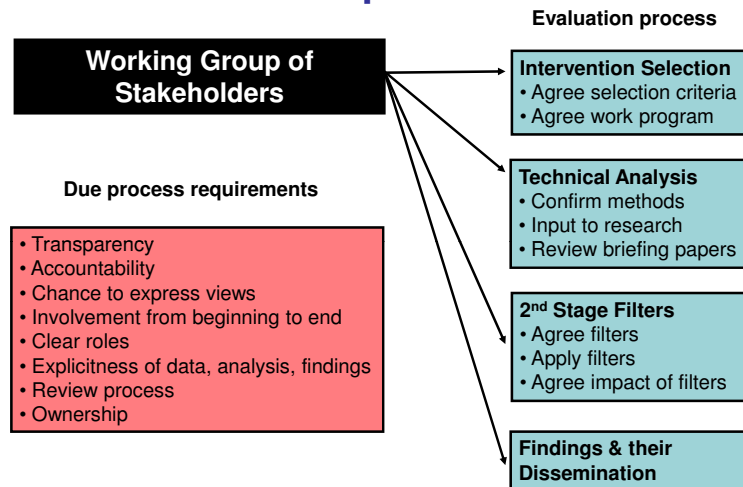 Evaluation process
Working Group of
Stakeholders
Intervention Selection
• Agree selection criteria
• Agree work program
Due process requirements
Technical Analysis
• Confirm methods
• Input to research
• Review briefing papers
• Transparency
• Accountability
• Chance to express views
• Involvement from beginning to end
• Clear roles
• Explicitness of data, analysis, findings
• Review process
• Ownership
2nd Stage Filters
• Agree filters
• Apply filters
• Agree impact of filters
Findings & their
Dissemination